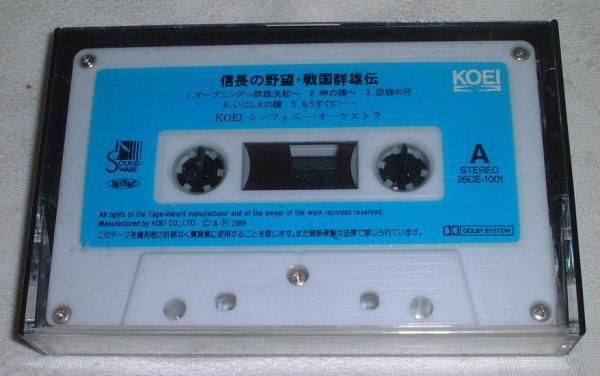 信長の野望・戦国群雄伝
KOEI
1.オープニング〜群雄決起〜 2.時の調べ 3.怨狼の牙
4.いにしえの鐘 5.もうすぐに……
KOEI シンフォニー・オーケストラ
SOUND WARE
A
STEREO
26CE-1001
All rights of the Tape-Record manufacturer and of the owner of the work recorded reserved.
Manufactured by KOEI CO., LTD. Ⓒ & Ⓟ 1989
このテープを権利者の許諾なく賃貸業に使用することを禁じます。また無断複製は法律で禁じられています。
DOLBY SYSTEM